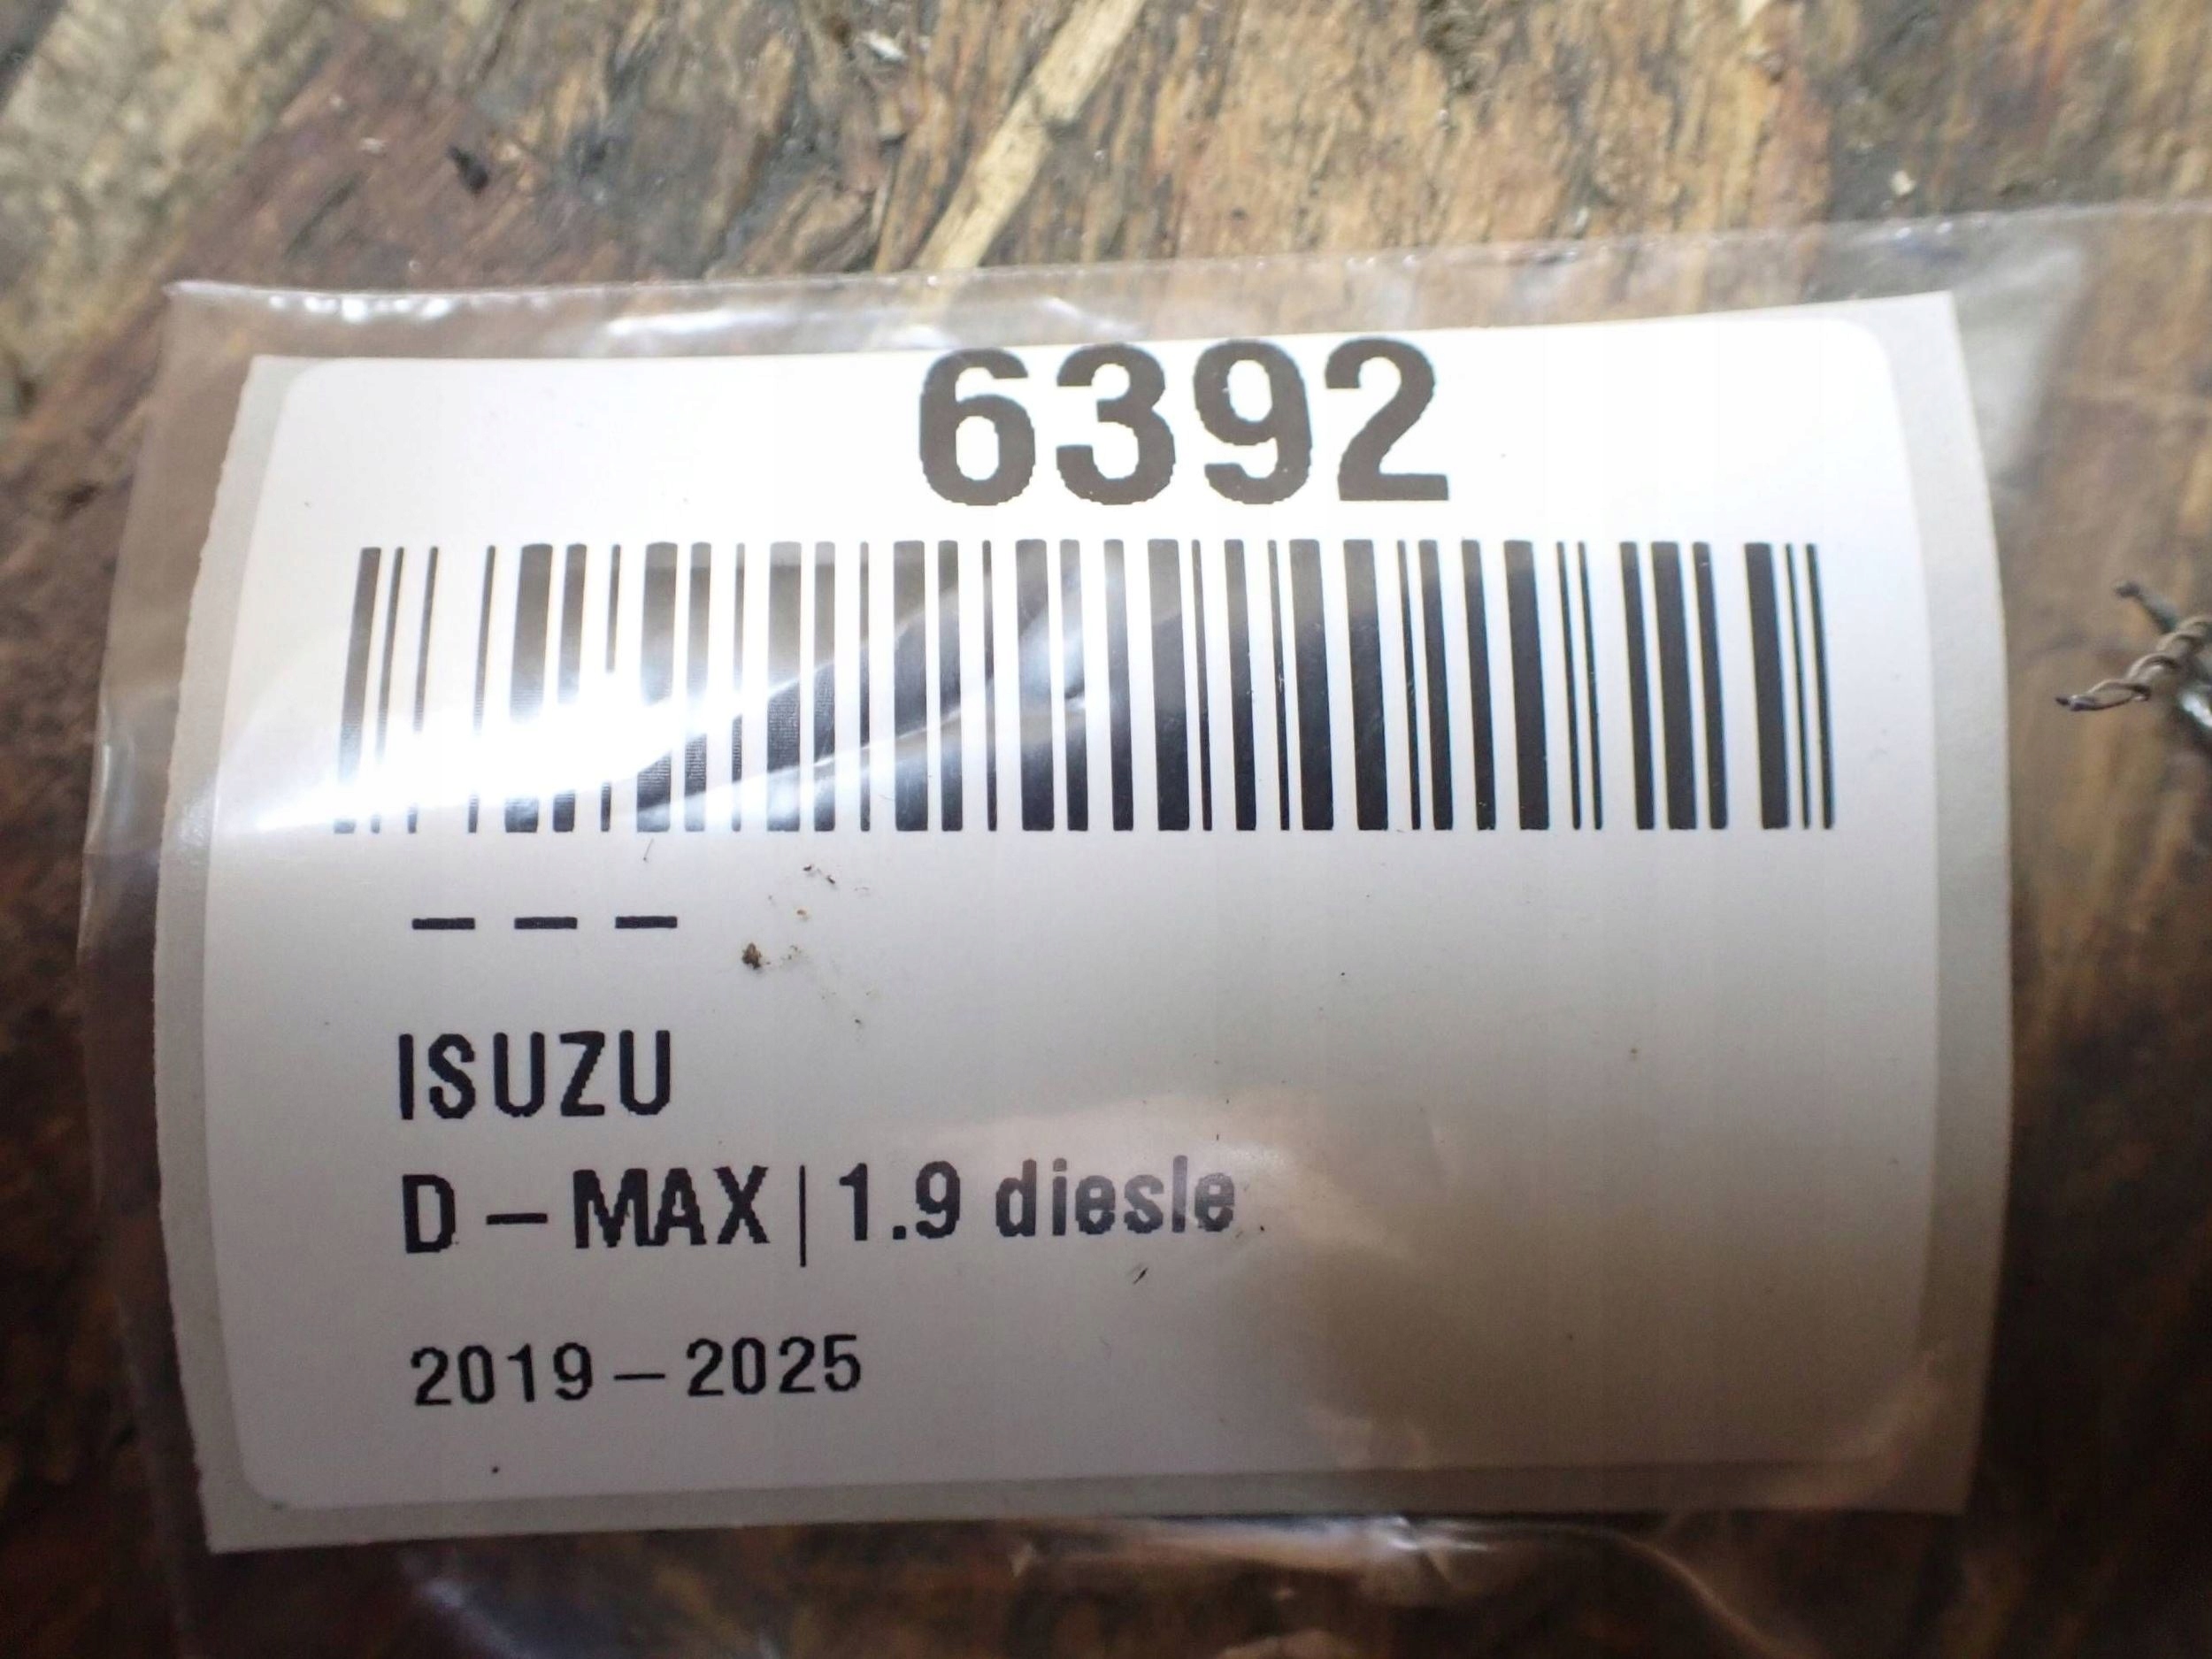 6392
– – –
ISUZU
D – MAX | 1.9 diesle
2019 – 2025